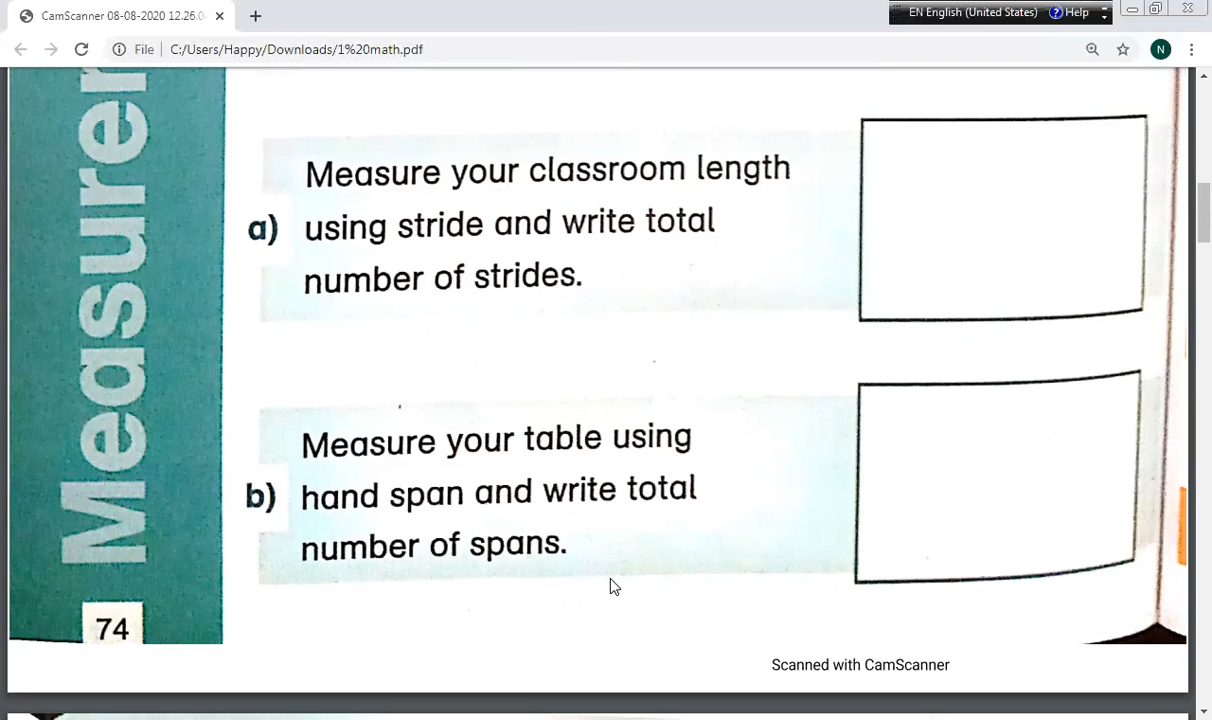 CamScanner 08-08-2020 12.26.0
EN English (United States)
Help
File
C:/Users/Happy/Downloads/1%20math.pdf
N
Measurem
Measure your classroom length
a) using stride and write total
number of strides.
Measure your table using
b) hand span and write total
number of spans.
74
Scanned with CamScanner